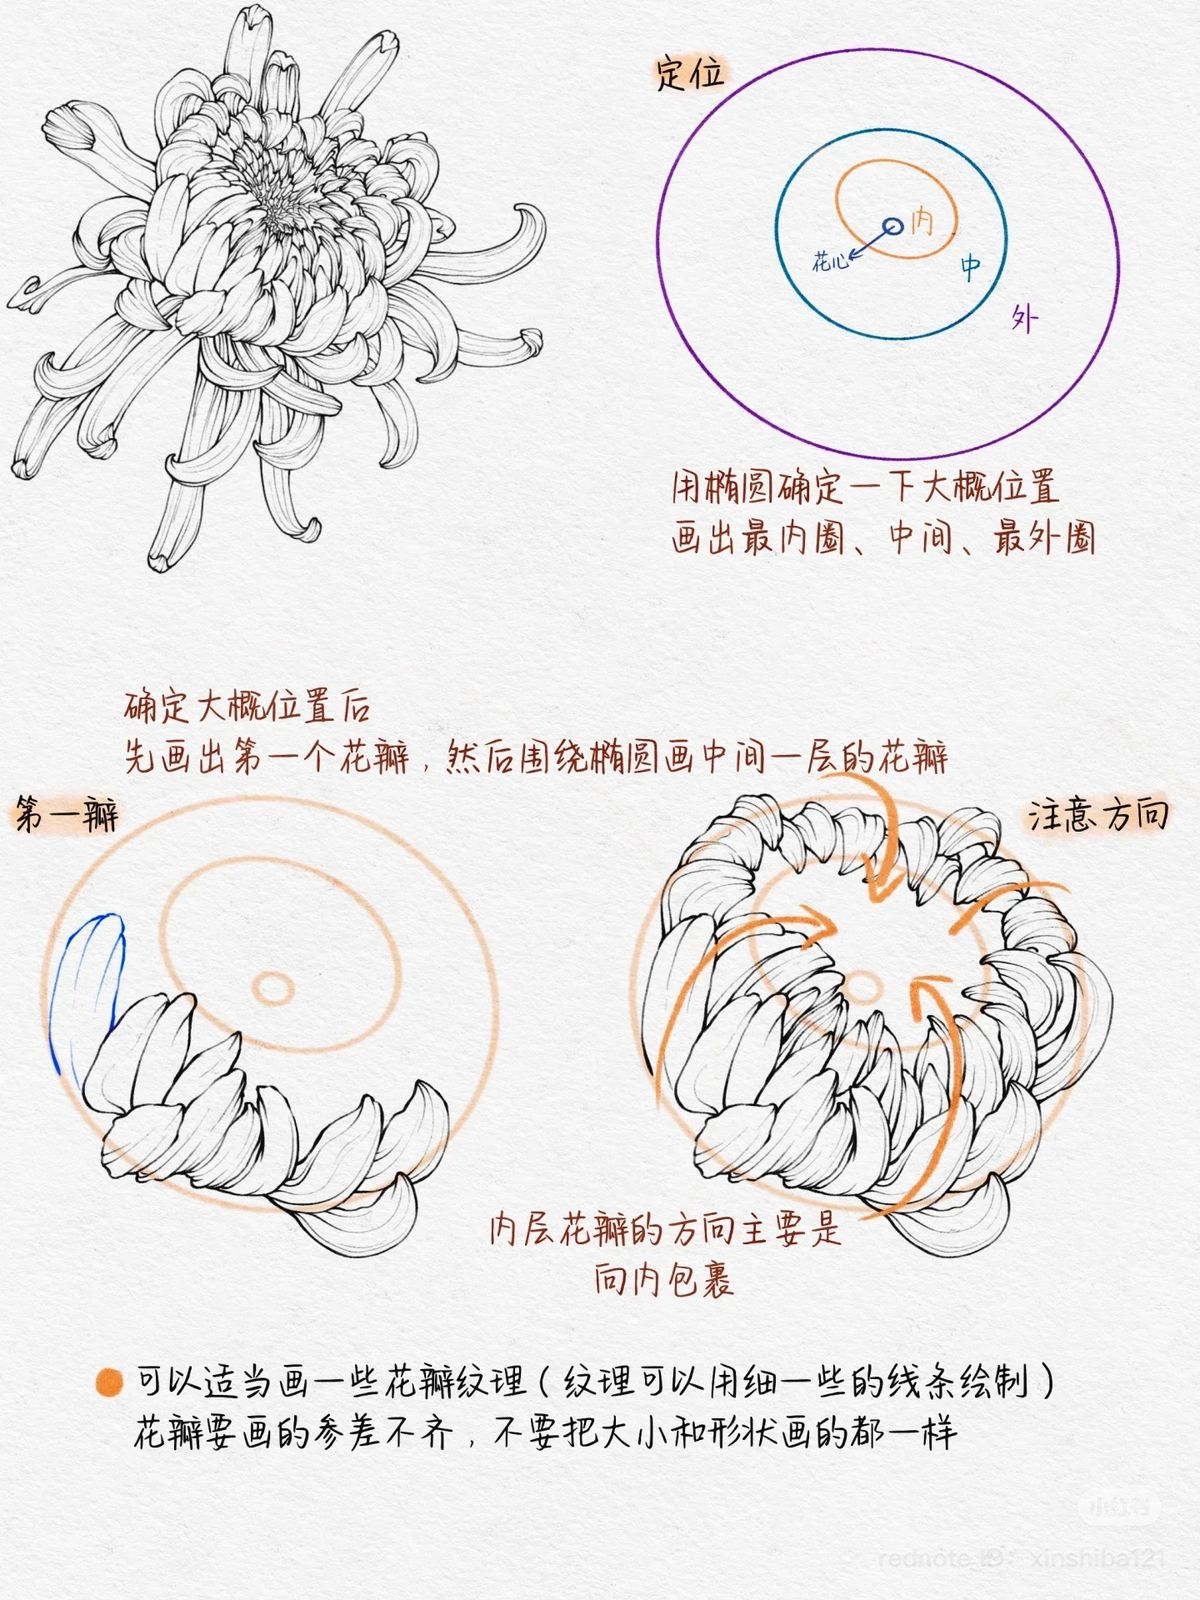 定位
内
花心
中
外
用椭圆确定一下大概位置
画出最内圈、中间、最外圈
确定大概位置后
先画出第一个花瓣，然后围绕椭圆画中间一层的花瓣
第一瓣
注意方向
内层花瓣的方向主要是
向内包裹
可以适当画一些花瓣纹理（纹理可以用细一些的线条绘制）
花瓣要画的参差不齐，不要把大小和形状画的都一样
小红书
rednote ID: xinshiba121